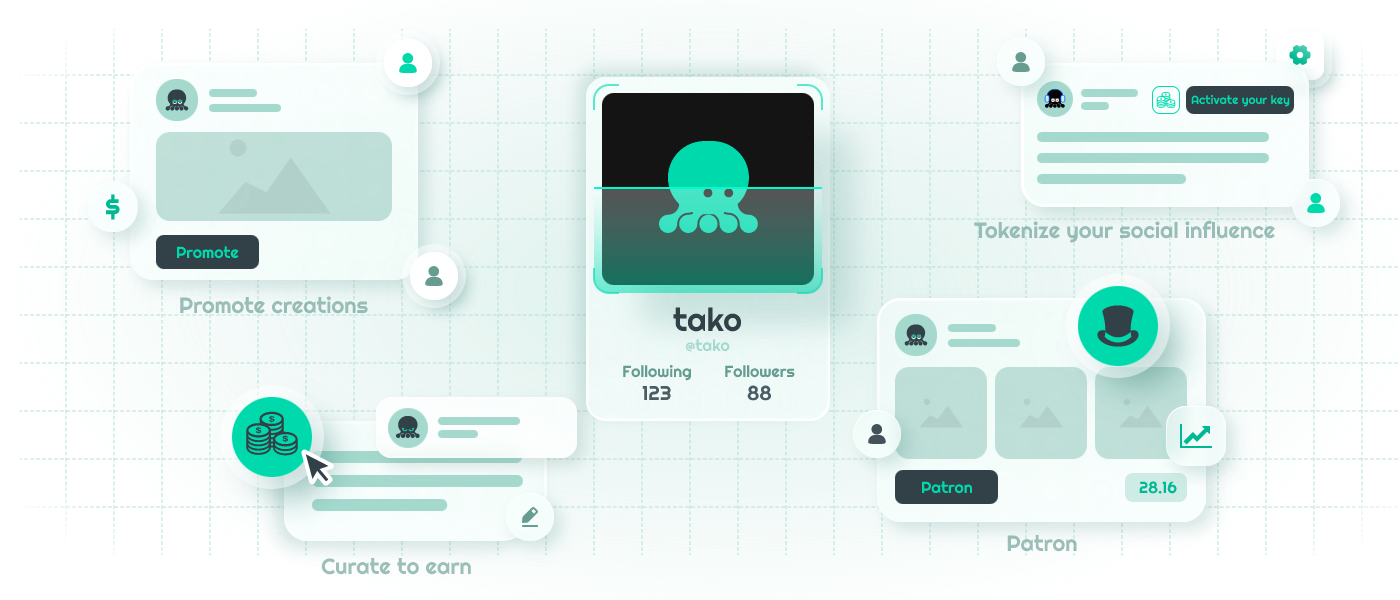 Promote
Promote creations
$
$
$
$
Curate to earn
tako
@tako
Following
Followers
123
88
Activate your key
Tokenize your social influence
Patron
28.16
Patron